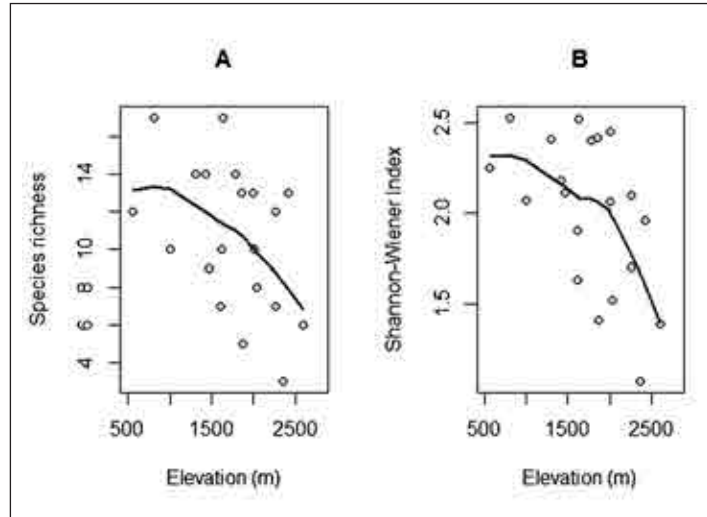 A
B
Species richness
4
6
8
10
14
500
1500
2500
Elevation (m)
Shannon-Wiener Index
1.5
2.0
2.5
500
1500
2500
Elevation (m)